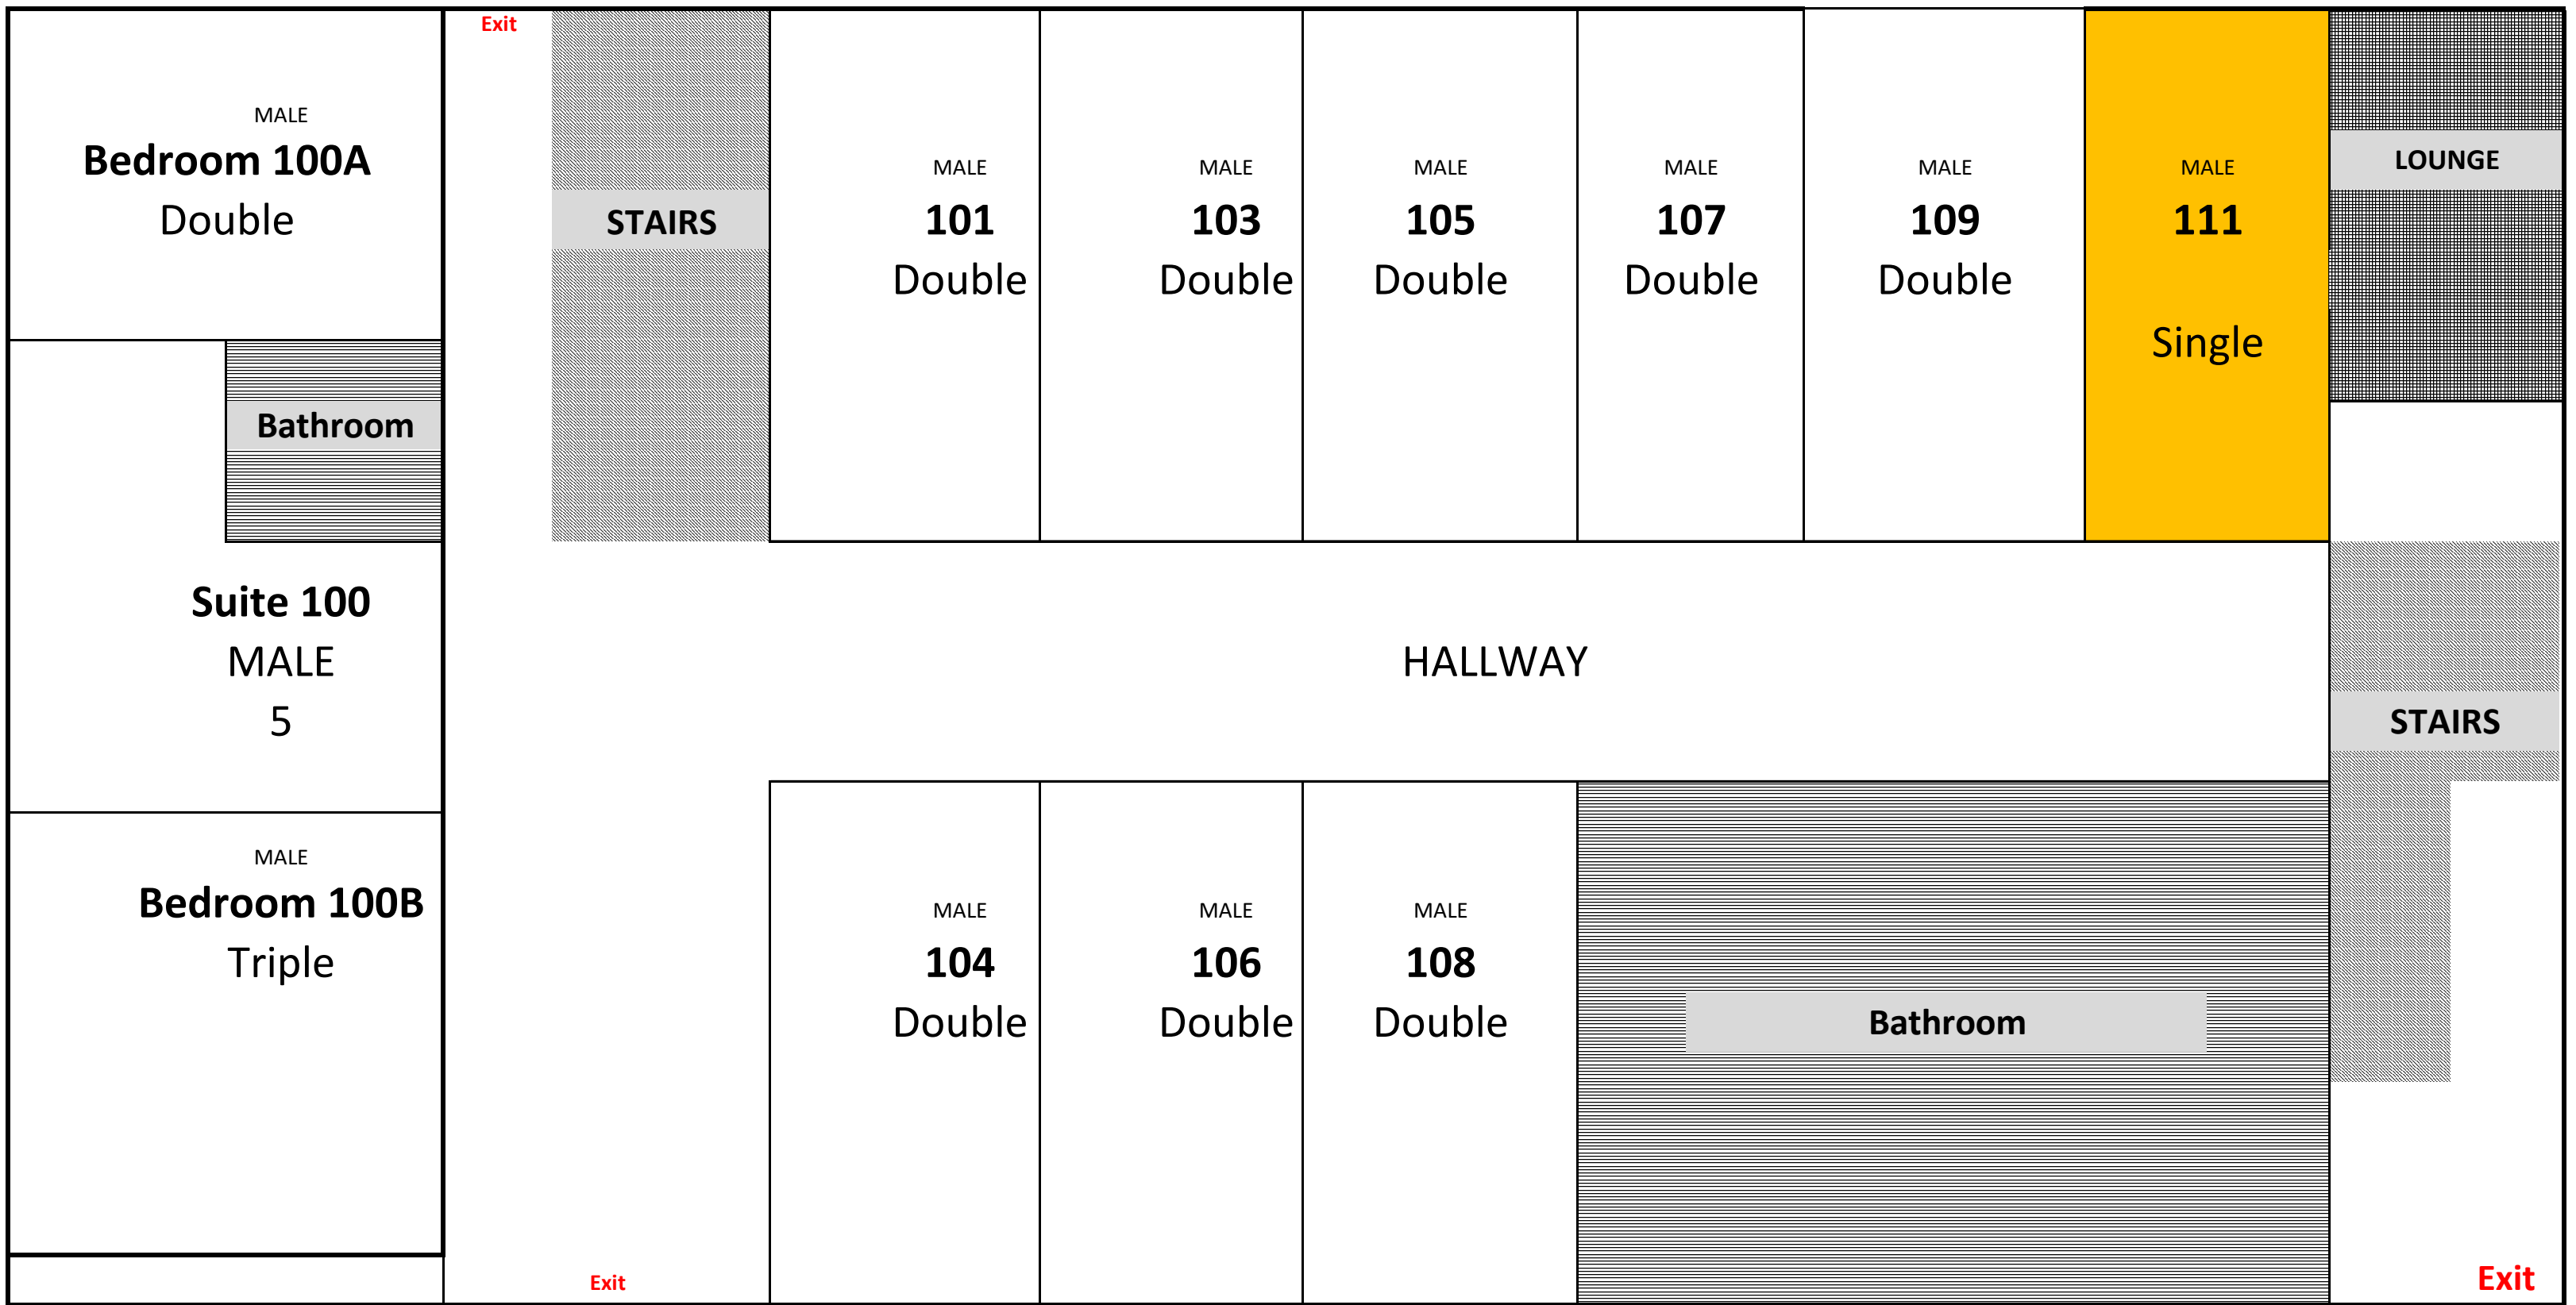 Exit
MALE
Bedroom 100A
Double
STAIRS
MALE
101
Double
MALE
103
Double
MALE
105
Double
MALE
107
Double
MALE
109
Double
MALE
111
Single
LOUNGE
Bathroom
Suite 100
MALE
5
HALLWAY
STAIRS
MALE
Bedroom 100B
Triple
MALE
104
Double
MALE
106
Double
MALE
108
Double
Bathroom
Exit
Exit